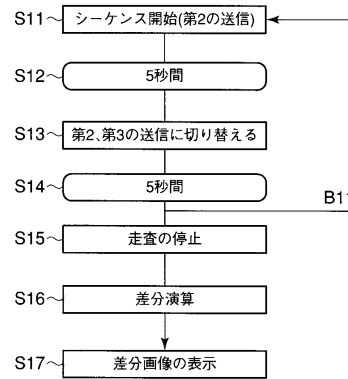 S11 シーケンス開始(第2の送信)
S12 5秒間
S13 第2、第3の送信に切り替える
S14 5秒間
B11
S15 走査の停止
S16 差分演算
S17 差分画像の表示